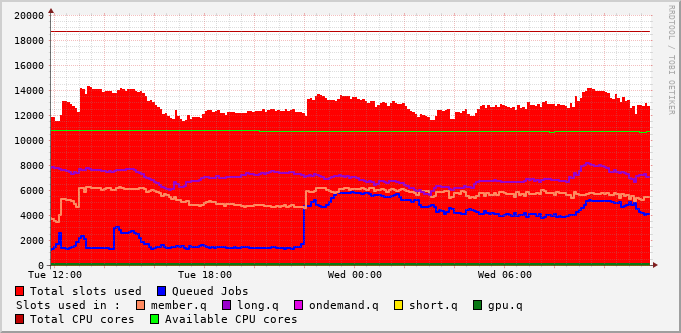 20000
18000
16000
14000
12000
10000
8000
6000
4000
2000
0
Tue 12:00 Tue 18:00 Wed 00:00 Wed 06:00
RRDTOOL / TOBI OETIKER
Total slots used Queued Jobs
Slots used in : member.q long.q ondemand.q short.q gpu.q
Total CPU cores Available CPU cores